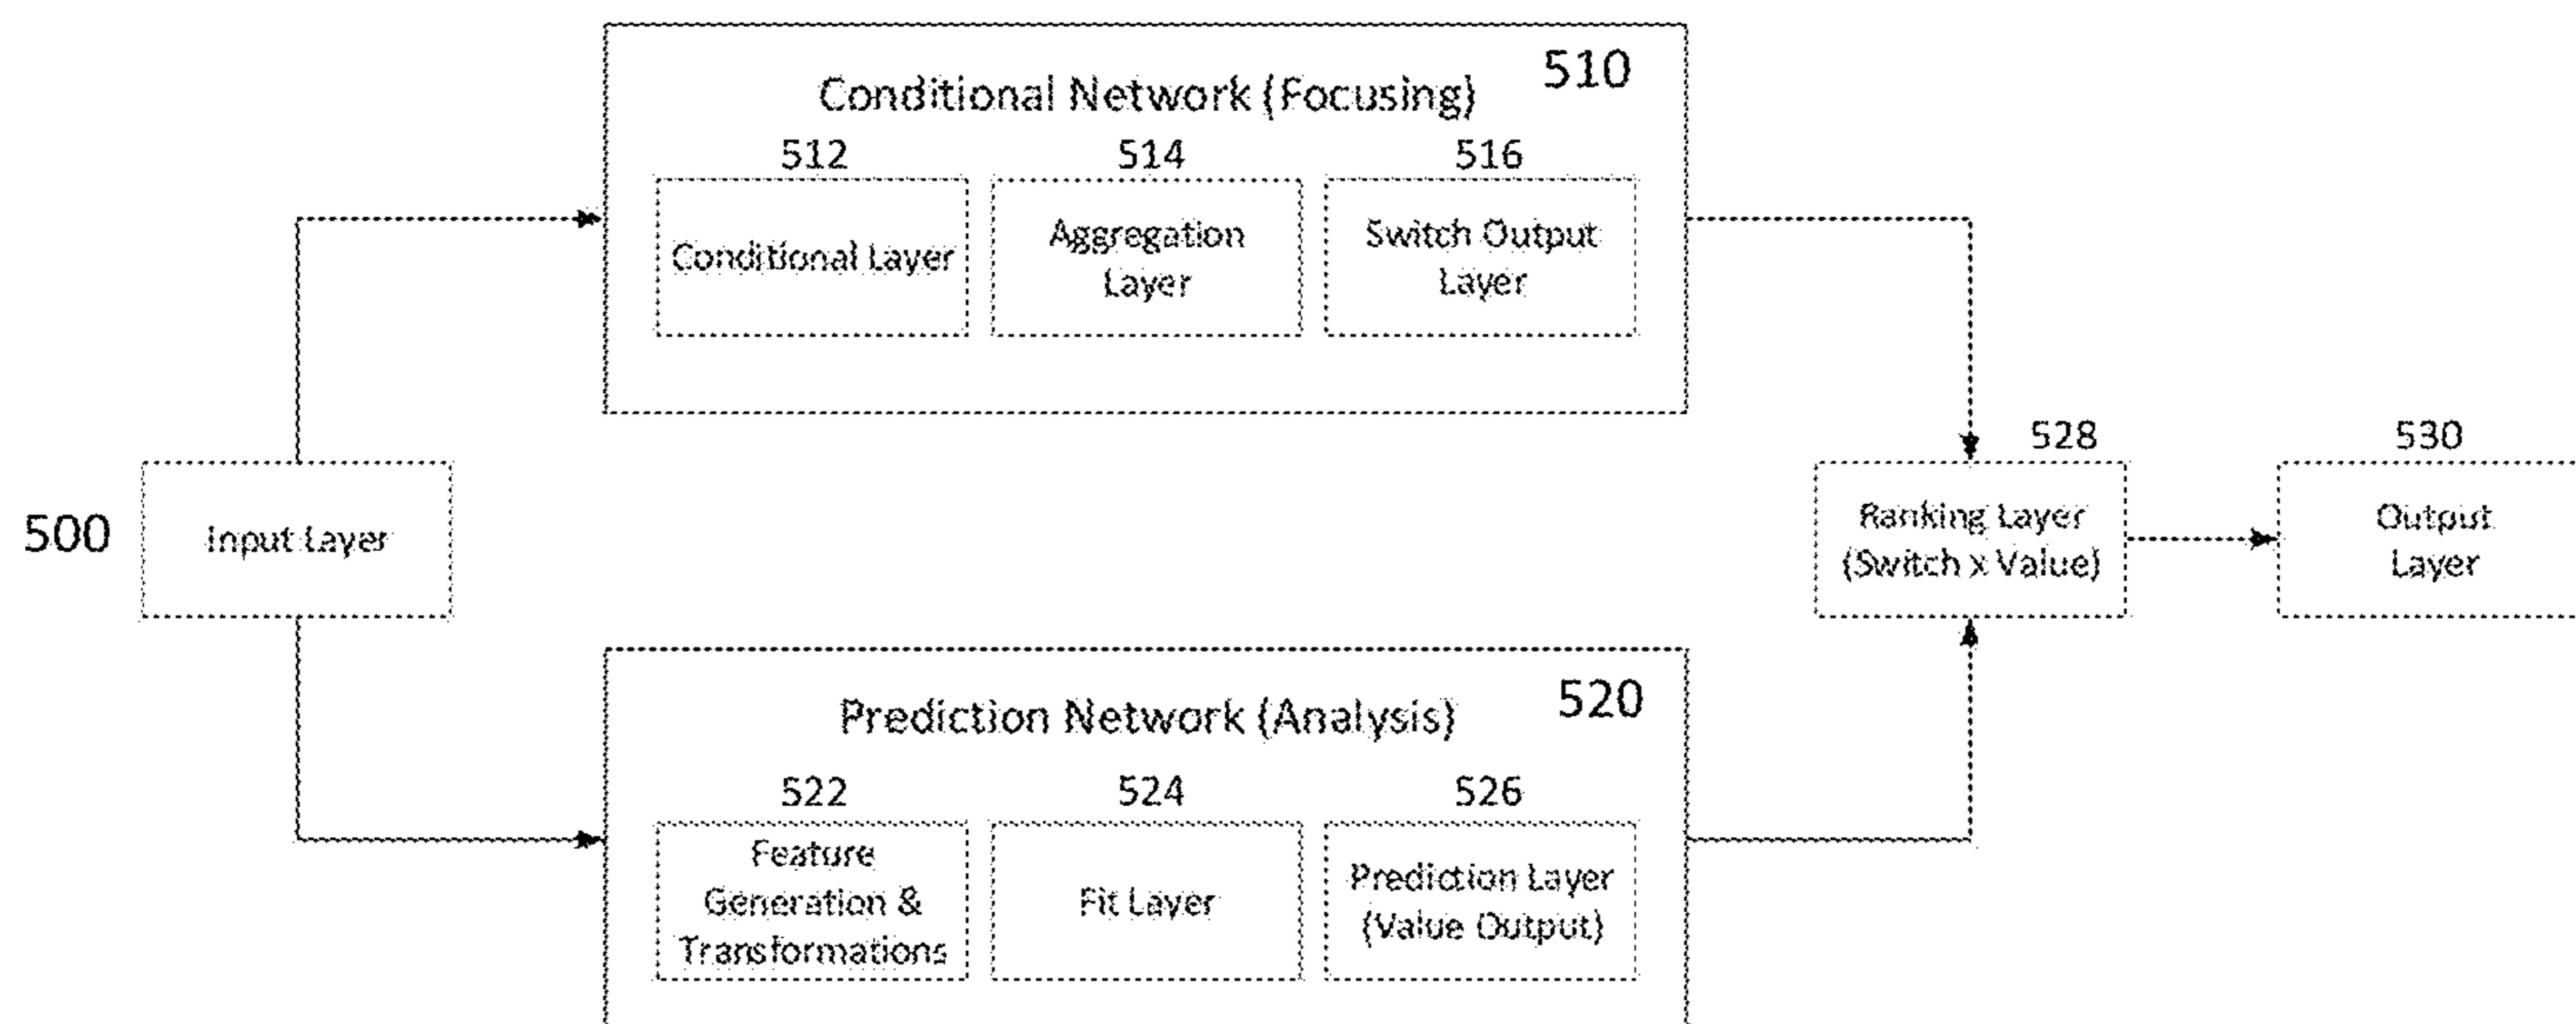 510
Conditional Network (Focusing)
512
514
516
Conditional Layer
Aggregation
Layer
Switch Output
Layer
500
Input Layer
528
Ranking Layer
(Switch x Value)
530
Output
Layer
520
Prediction Network (Analysis)
522
524
526
Feature
Generation &
Transformations
Fit Layer
Prediction Layer
(Value Output)